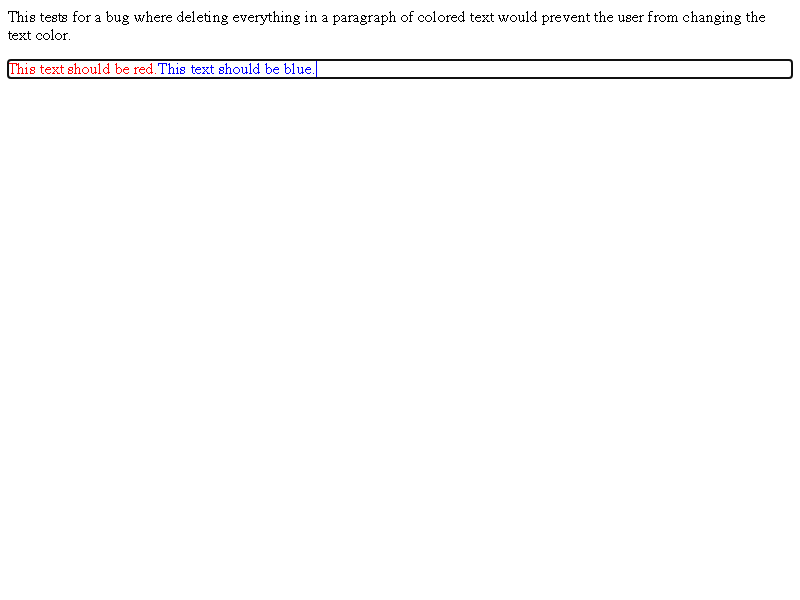 This tests for a bug where deleting everything in a paragraph of colored text would prevent the user from changing the
text color.
This text should be red.This text should be blue.